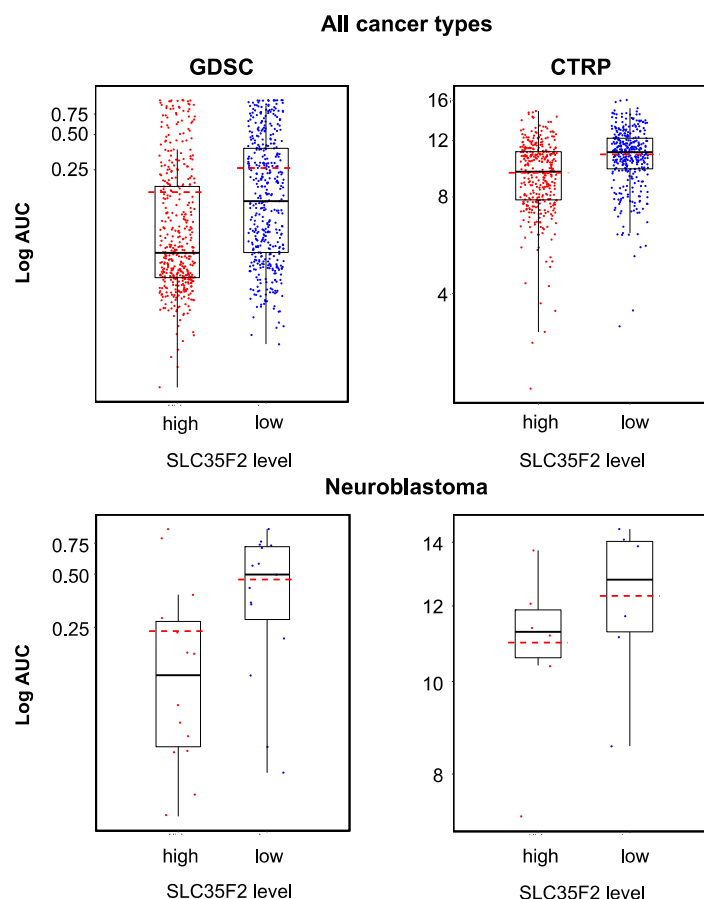 All cancer types
GDSC
CTRP
Log AUC
0.75
0.50
0.25
16
12
8
4
high
low
high
low
SLC35F2 level
SLC35F2 level
Neuroblastoma
Log AUC
0.75
0.50
0.25
14
12
10
8
high
low
high
low
SLC35F2 level
SLC35F2 level